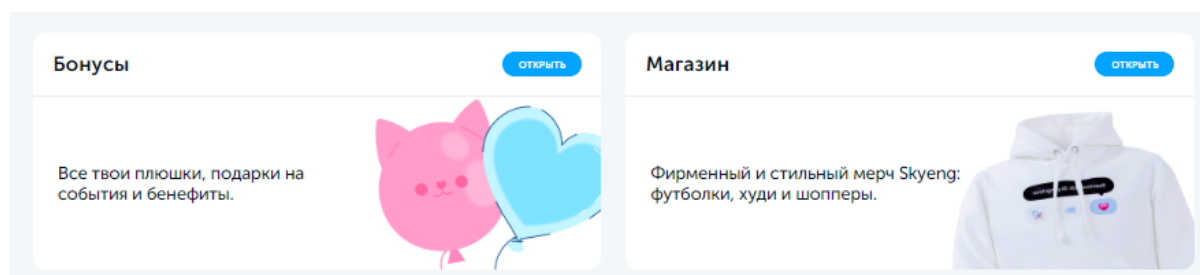 Бонусы
ОТКРЫТЬ
Все твои плюшки, подарки на
события и бенефиты.
Магазин
ОТКРЫТЬ
Фирменный и стильный мерч Skyeng:
футболки, худи и шопперы.